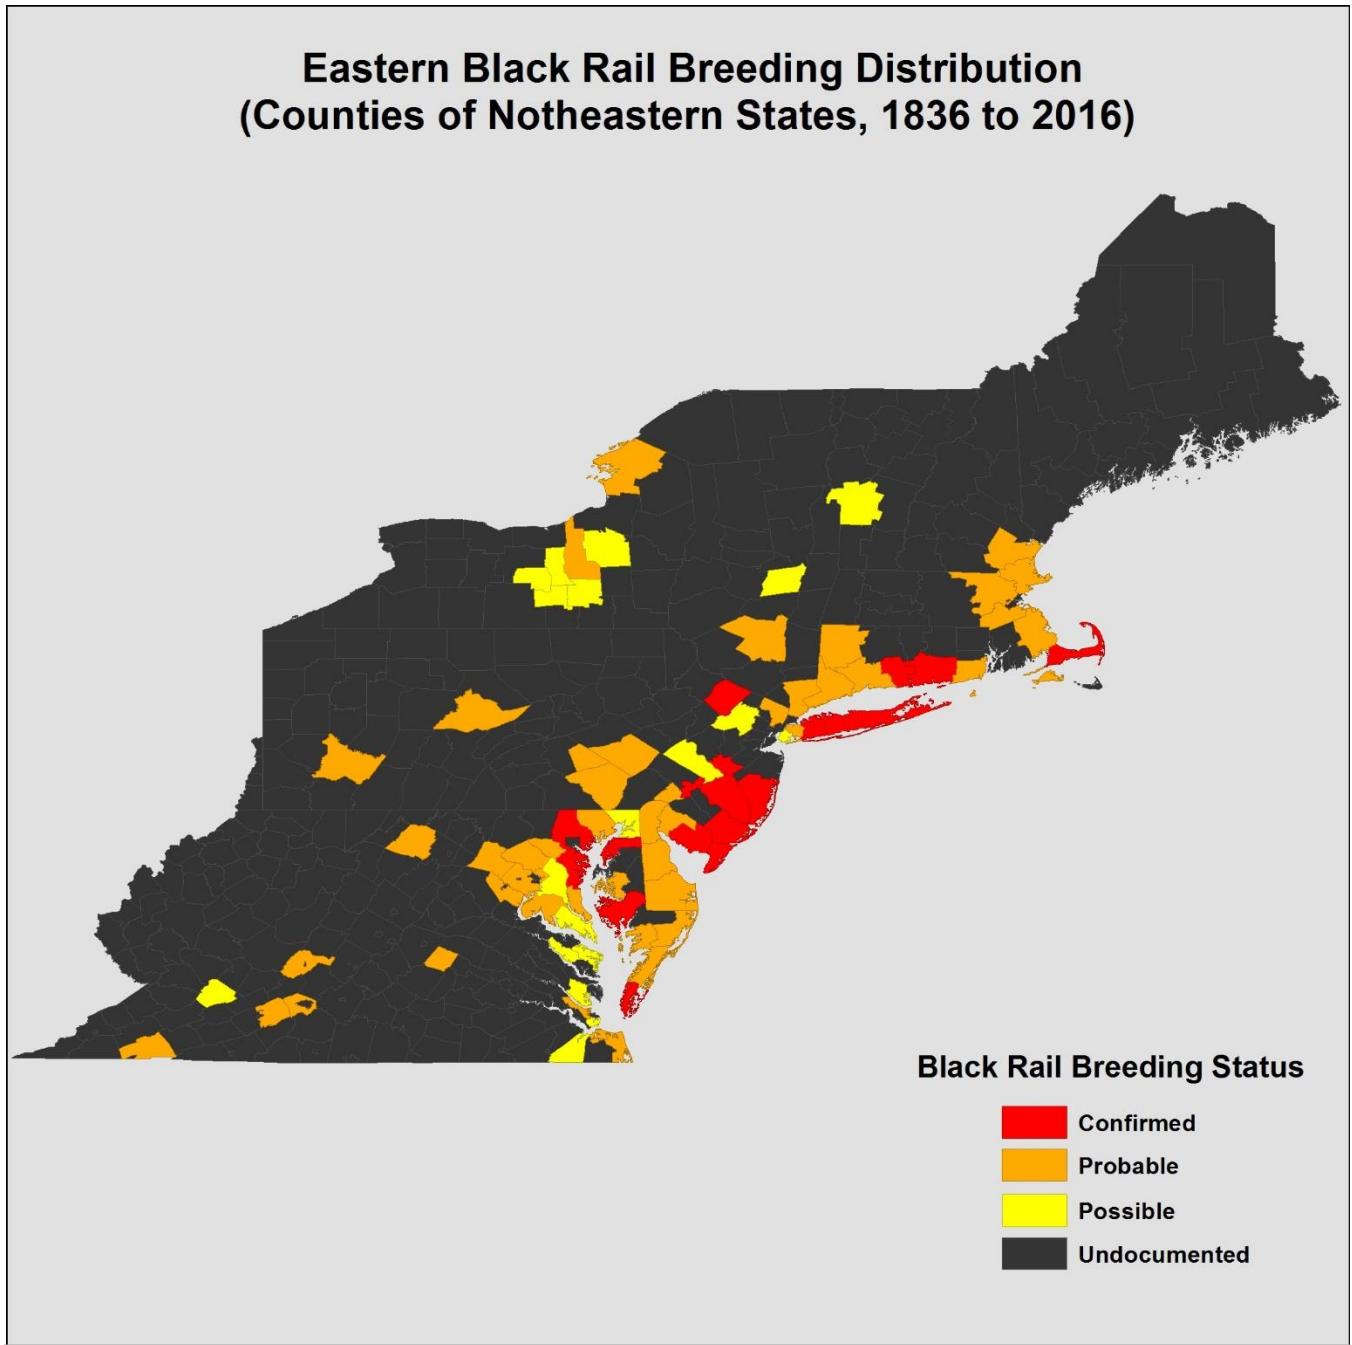 Eastern Black Rail Breeding Distribution
(Counties of Notheastern States, 1836 to 2016)
Black Rail Breeding Status
Confirmed
Probable
Possible
Undocumented